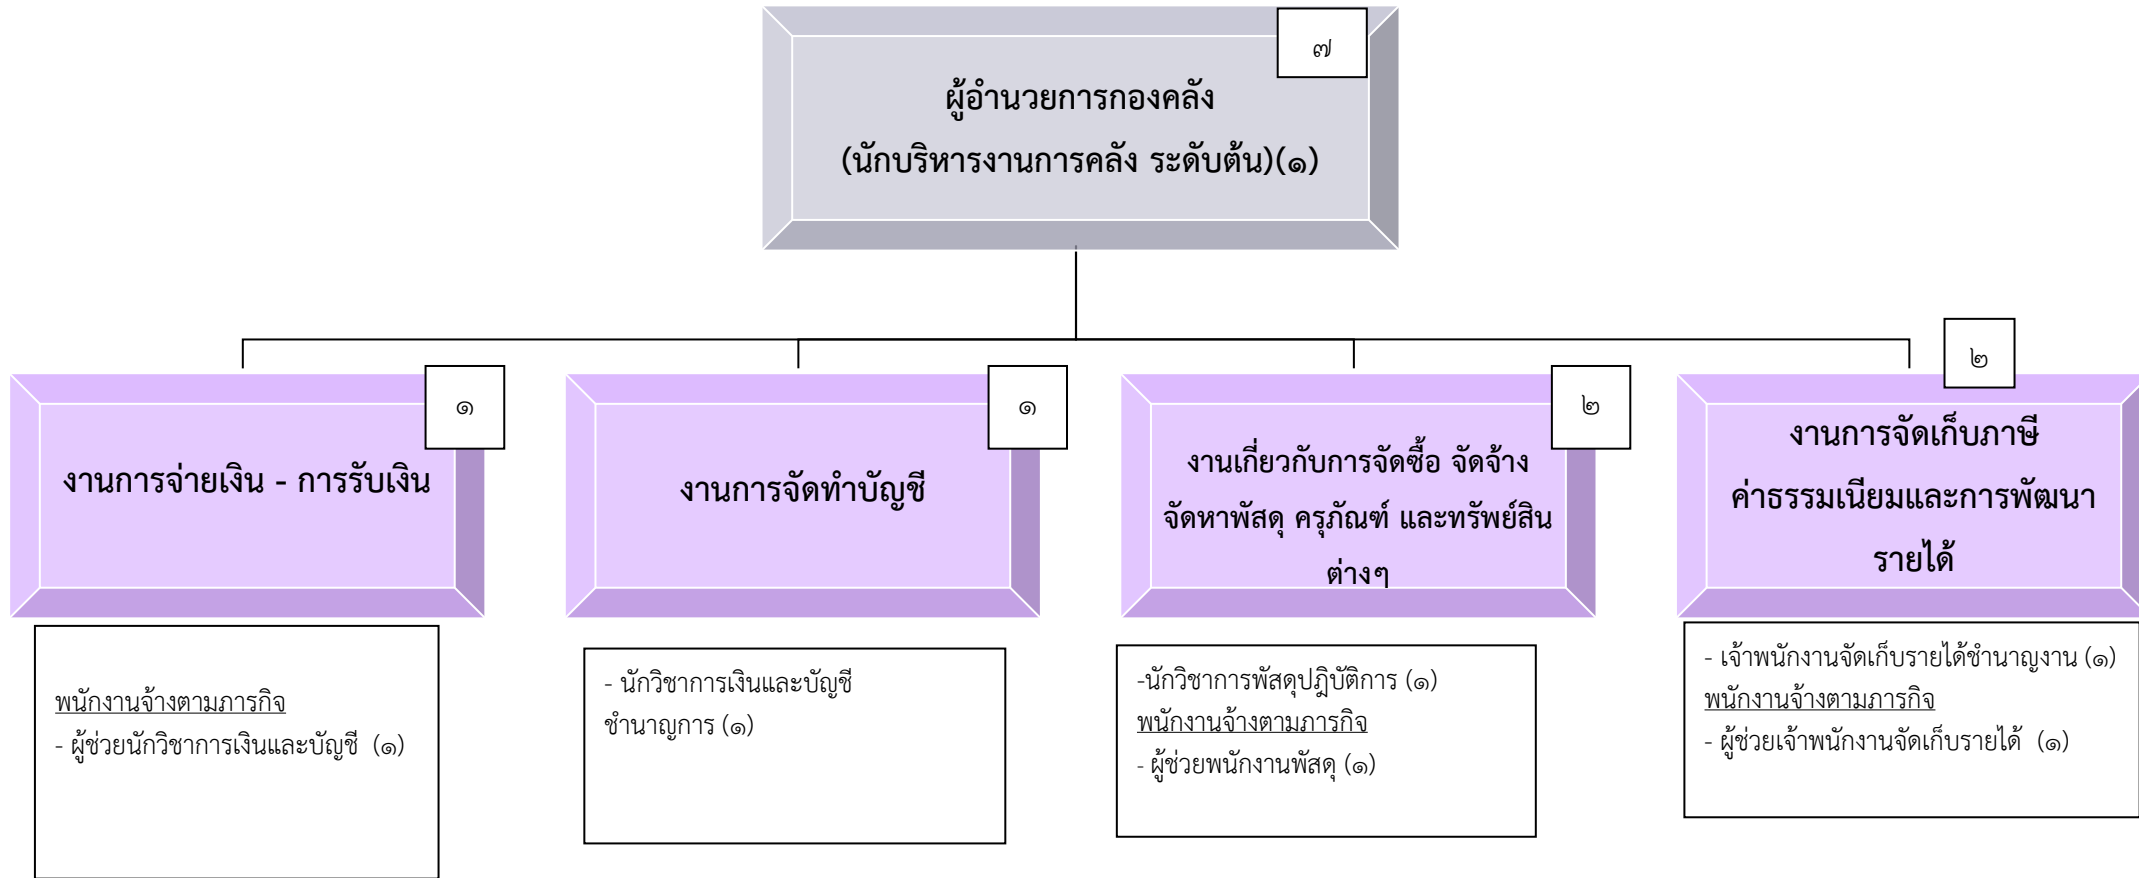 ๗
ผู้อำนวยการกองคลัง
(นักบริหารงานการคลัง ระดับต้น)(๑)
๑
งานการจ่ายเงิน - การรับเงิน
พนักงานจ้างตามภารกิจ
- ผู้ช่วยนักวิชาการเงินและบัญชี (๑)
๑
งานการจัดทำบัญชี
- นักวิชาการเงินและบัญชี
ชำนาญการ (๑)
๒
งานเกี่ยวกับการจัดซื้อ จัดจ้าง
จัดหาพัสดุ ครุภัณฑ์ และทรัพย์สิน
ต่างๆ
-นักวิชาการพัสดุปฏิบัติการ (๑)
พนักงานจ้างตามภารกิจ
- ผู้ช่วยพนักงานพัสดุ (๑)
๒
งานการจัดเก็บภาษี
ค่าธรรมเนียมและการพัฒนา
รายได้
- เจ้าพนักงานจัดเก็บรายได้ชำนาญงาน (๑)
พนักงานจ้างตามภารกิจ
- ผู้ช่วยเจ้าพนักงานจัดเก็บรายได้ (๑)